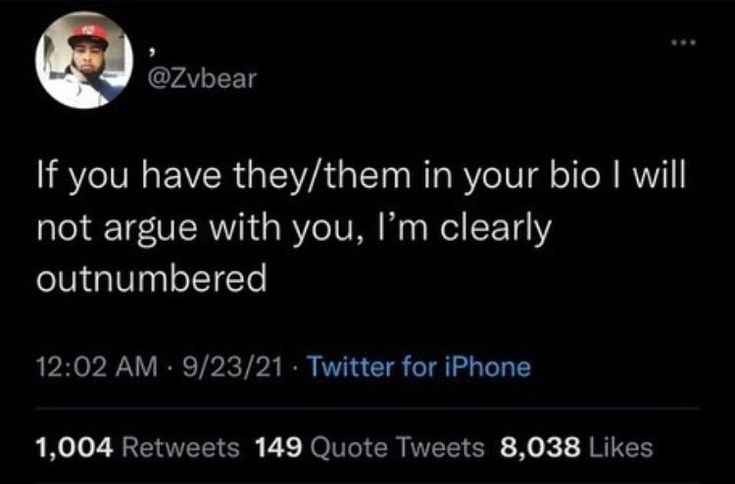 ,
@Zvbear
If you have they/them in your bio I will
not argue with you, I’m clearly
outnumbered
12:02 AM · 9/23/21 · Twitter for iPhone
1,004 Retweets 149 Quote Tweets 8,038 Likes